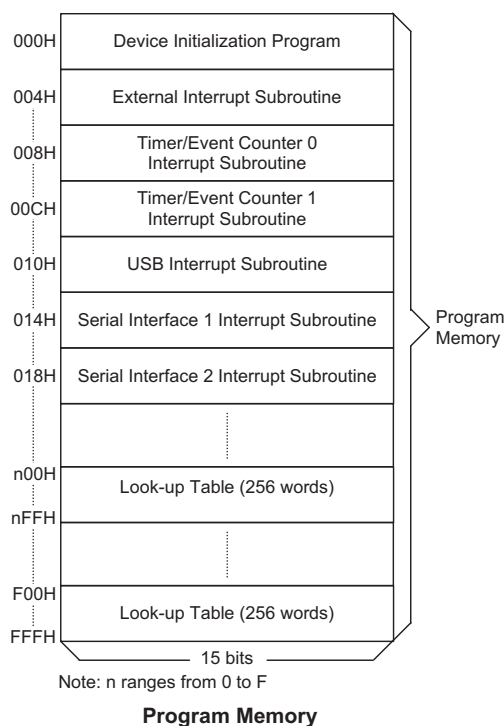 000H
Device Initialization Program
004H
External Interrupt Subroutine
008H
Timer/Event Counter 0
Interrupt Subroutine
00CH
Timer/Event Counter 1
Interrupt Subroutine
010H
USB Interrupt Subroutine
014H
Serial Interface 1 Interrupt Subroutine
018H
Serial Interface 2 Interrupt Subroutine
Program
Memory
n00H
Look-up Table (256 words)
nFFH
F00H
Look-up Table (256 words)
FFFH
15 bits
Note: n ranges from 0 to F
Program Memory